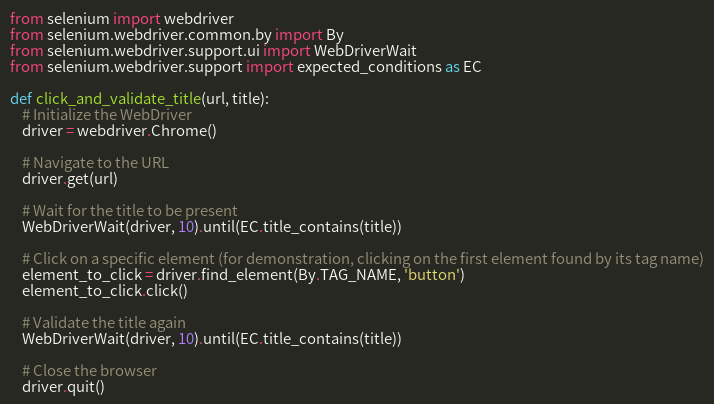 from selenium import webdriver
from selenium.webdriver.common.by import By
from selenium.webdriver.support.ui import WebDriverWait
from selenium.webdriver.support import expected_conditions as EC
def click_and_validate_title(url, title):
# Initialize the WebDriver
driver = webdriver.Chrome()
# Navigate to the URL
driver.get(url)
# Wait for the title to be present
WebDriverWait(driver, 10).until(EC.title_contains(title))
# Click on a specific element (for demonstration, clicking on the first element found by its tag name)
element_to_click = driver.find_element(By.TAG_NAME, 'button')
element_to_click.click()
# Validate the title again
WebDriverWait(driver, 10).until(EC.title_contains(title))
# Close the browser
driver.quit()